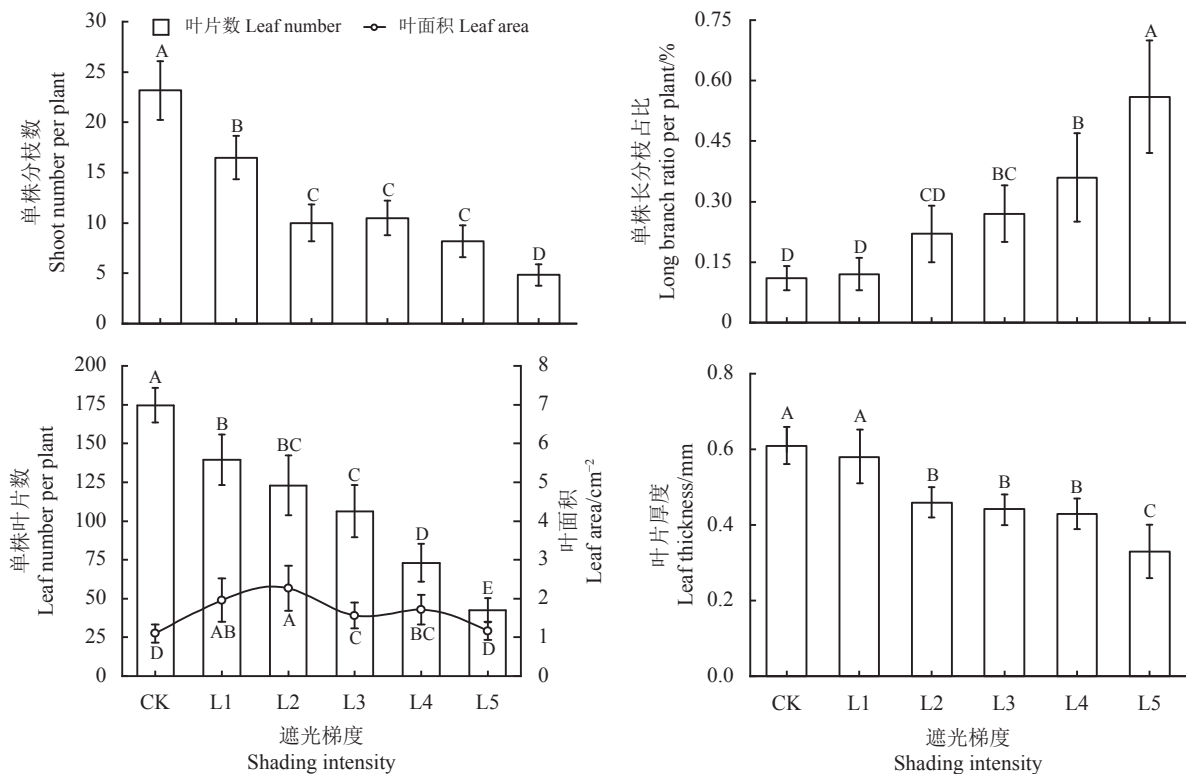 叶片数 Leaf number
叶面积 Leaf area
单株分枝数
Shoot number per plant
30
25
20
15
10
5
0
A
B
C
C
C
D
单株长分枝占比
Long branch ratio per plant/%
0.60
0.45
0.30
0.15
0
D
D
CD
BC
B
A
单株叶片数
Leaf number per plant
200
175
150
125
100
75
50
25
0
A
B
BC
C
D
E
D
AB
A
C
BC
D
8
7
6
5
4
3
2
1
0
叶面积
Leaf area/cm⁻²
CK L1 L2 L3 L4 L5
遮光梯度
Shading intensity
叶片厚度
Leaf thickness/mm
0.8
0.6
0.4
0.4
0.0
A
A
B
B
B
C
CK L1 L2 L3 L4 L5
遮光梯度
Shading intensity